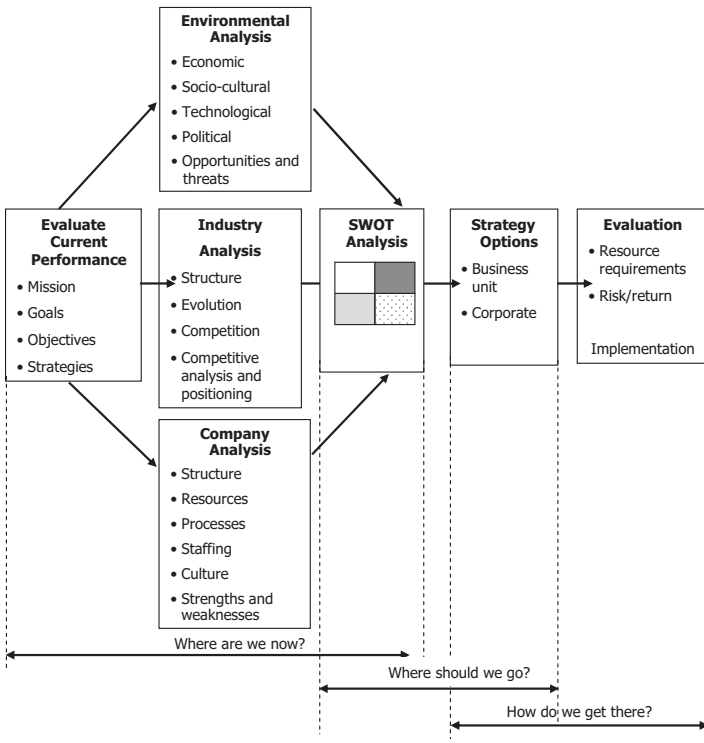 Environmental
Analysis
• Economic
• Socio-cultural
• Technological
• Political
• Opportunities and
threats
Evaluate
Current
Performance
• Mission
• Goals
• Objectives
• Strategies
Industry
Analysis
• Structure
• Evolution
• Competition
• Competitive
analysis and
positioning
Company
Analysis
• Structure
• Resources
• Processes
• Staffing
• Culture
• Strengths and
weaknesses
SWOT
Analysis
Strategy
Options
• Business
unit
• Corporate
Evaluation
• Resource
requirements
• Risk/return
Implementation
Where are we now?
Where should we go?
How do we get there?